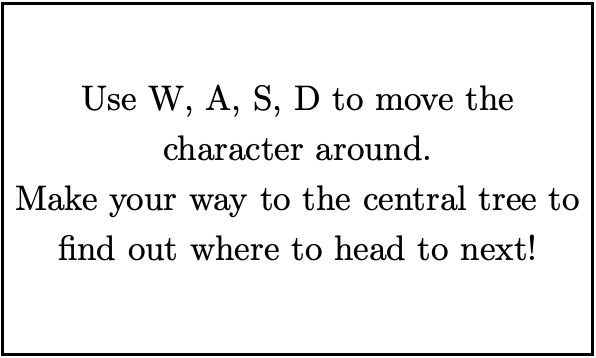 Use W, A, S, D to move the
character around.
Make your way to the central tree to
find out where to head to next!